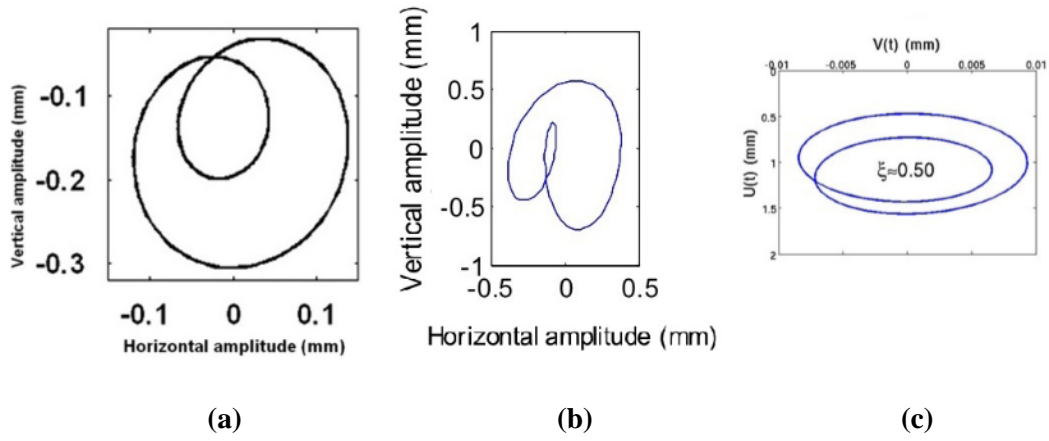 Vertical amplitude (mm)
-0.1
-0.2
-0.3
-0.1
0
0.1
Horizontal amplitude (mm)
(a)
Vertical amplitude (mm)
1
0.5
0
-0.5
-1
-0.5
0
0.5
Horizontal amplitude (mm)
(b)
V(t) (mm)
-0.01
-0.005
0
0.005
0.01
U(t) (mm)
0
0.5
1
1.5
2
ξ≈0.50
(c)